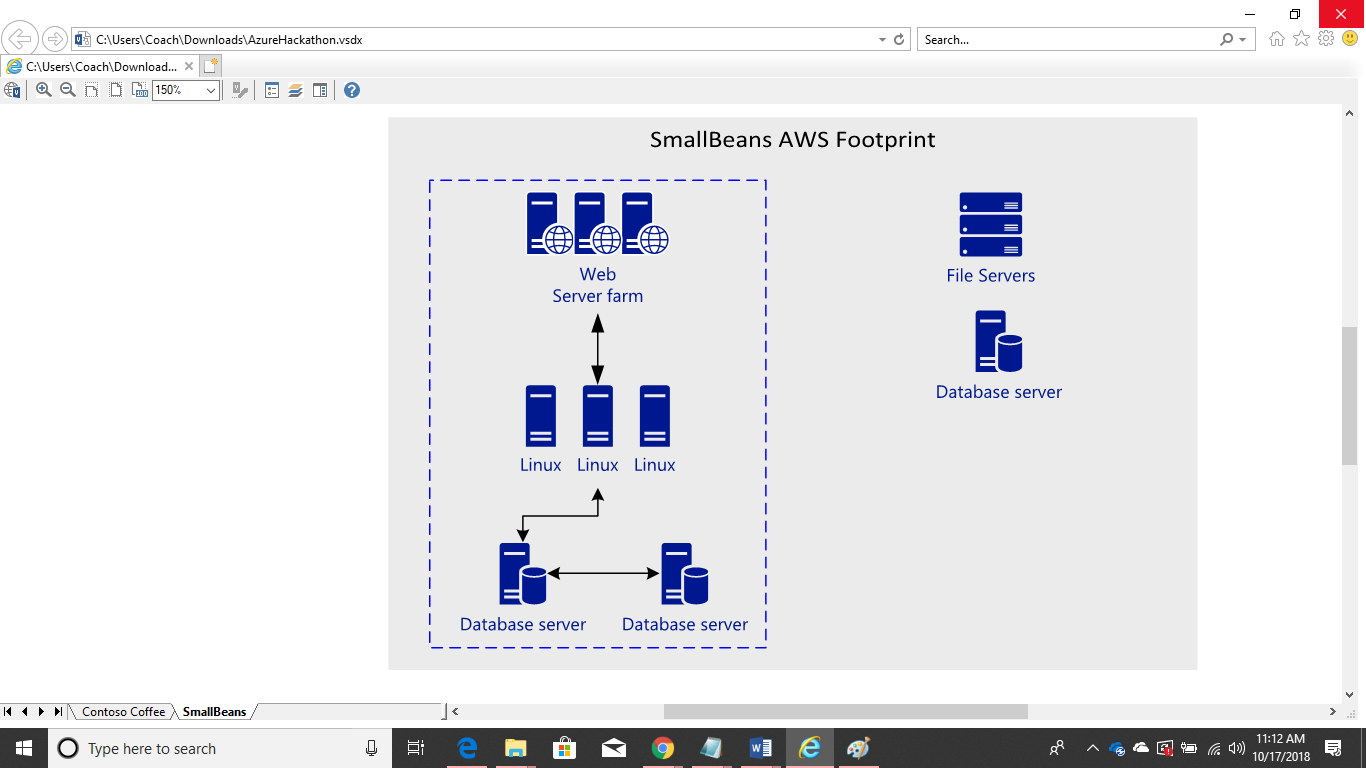 C:\Users\Coach\Downloads\AzureHackathon.vsdx
Search...
C:\Users\Coach\Download...
150%
SmallBeans AWS Footprint
Web
Server farm
File Servers
Database server
Linux Linux Linux
Database server Database server
Contoso Coffee SmallBeans
Type here to search
11:12 AM
10/17/2018